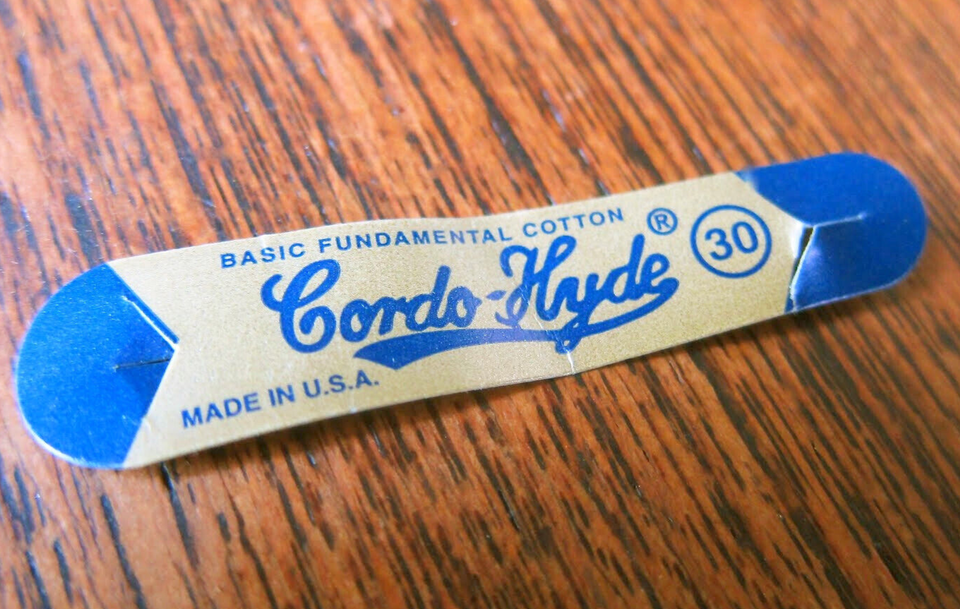 BASIC FUNDAMENTAL COTTON
Cordo-Hyde® 30
MADE IN U.S.A.